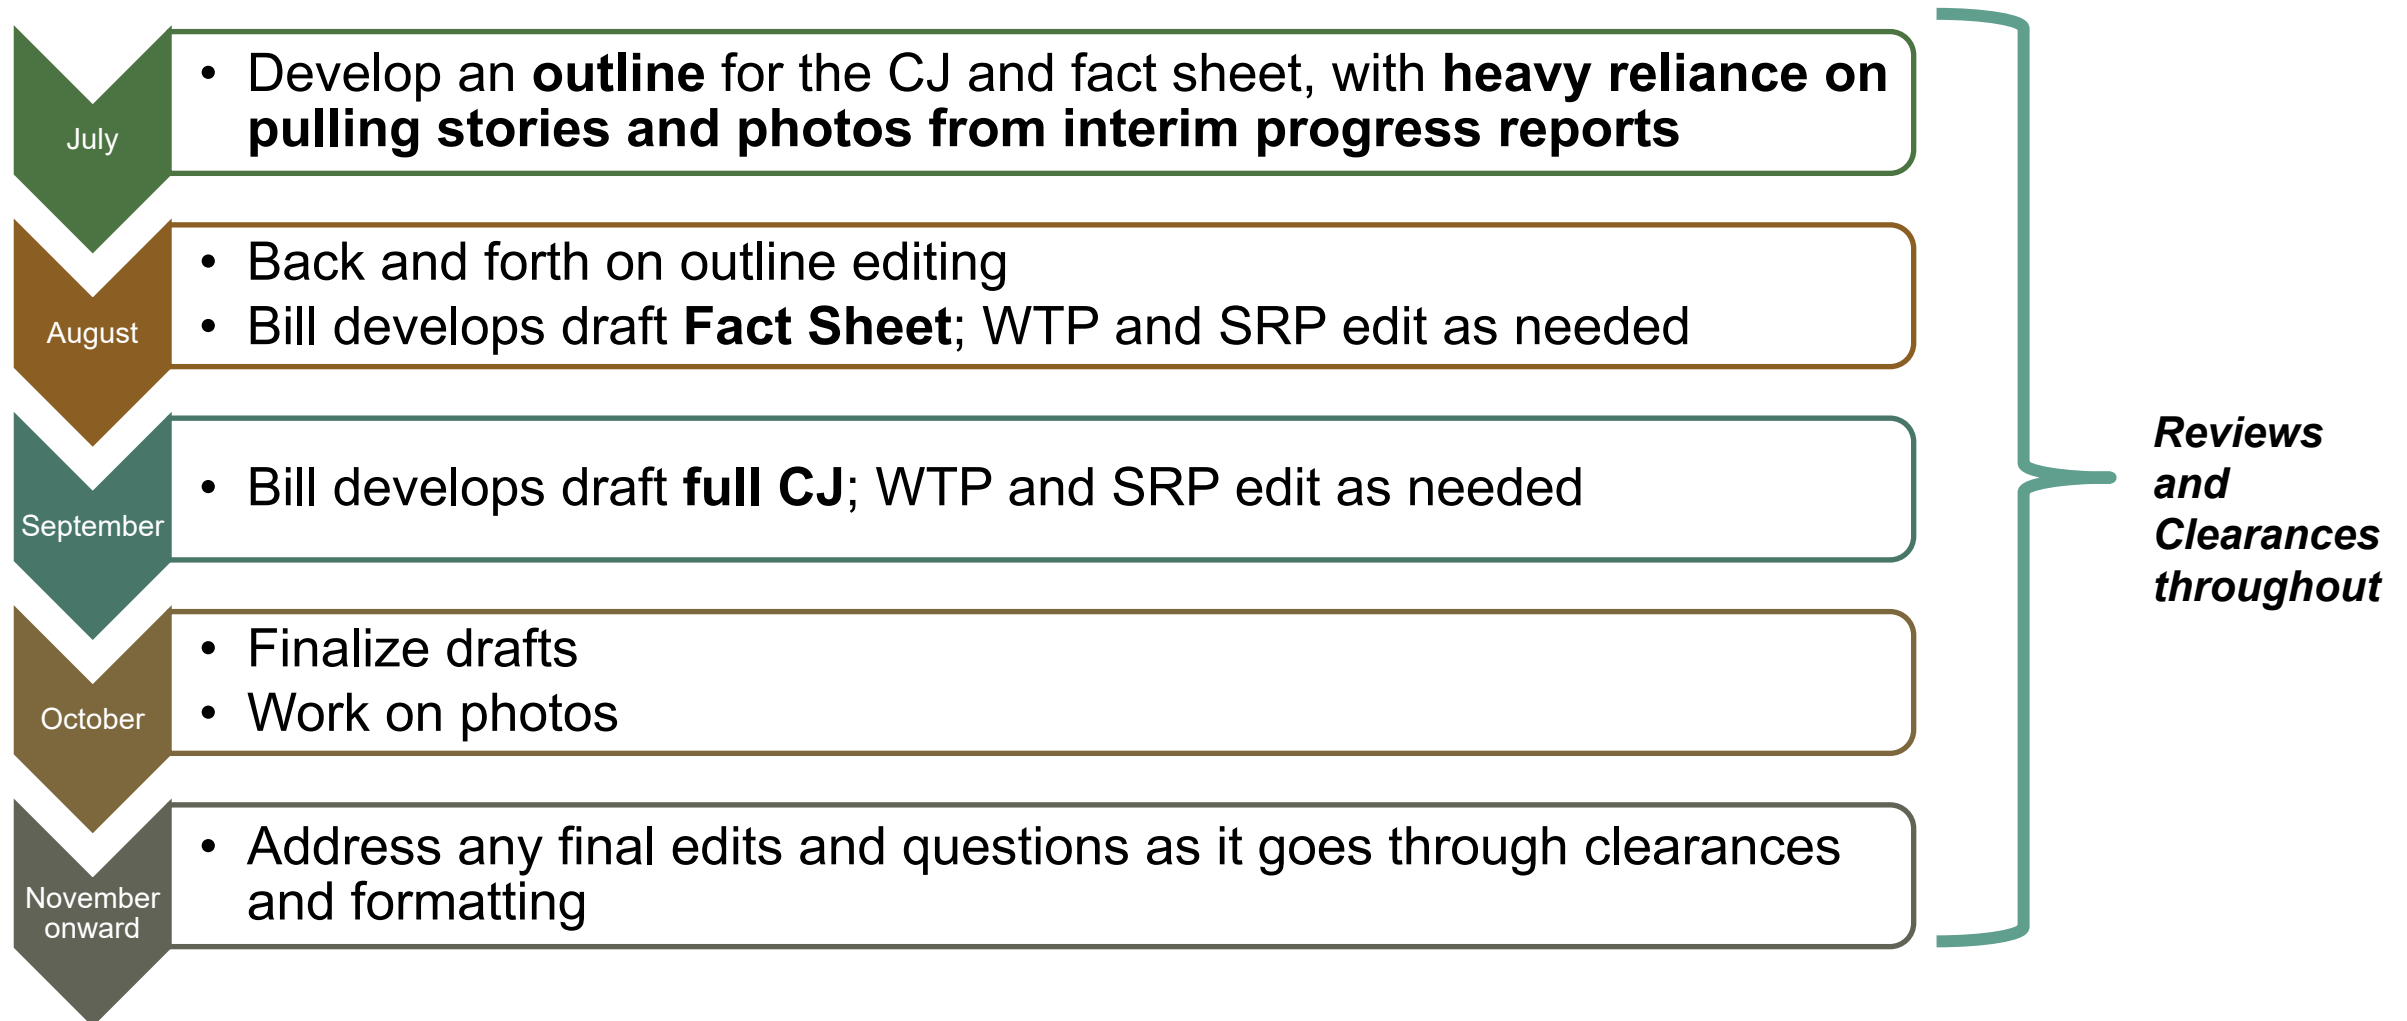 July
• Develop an outline for the CJ and fact sheet, with heavy reliance on
pulling stories and photos from interim progress reports
August
• Back and forth on outline editing
• Bill develops draft Fact Sheet; WTP and SRP edit as needed
September
• Bill develops draft full CJ; WTP and SRP edit as needed
October
• Finalize drafts
• Work on photos
November
onward
• Address any final edits and questions as it goes through clearances
and formatting
Reviews
and
Clearances
throughout